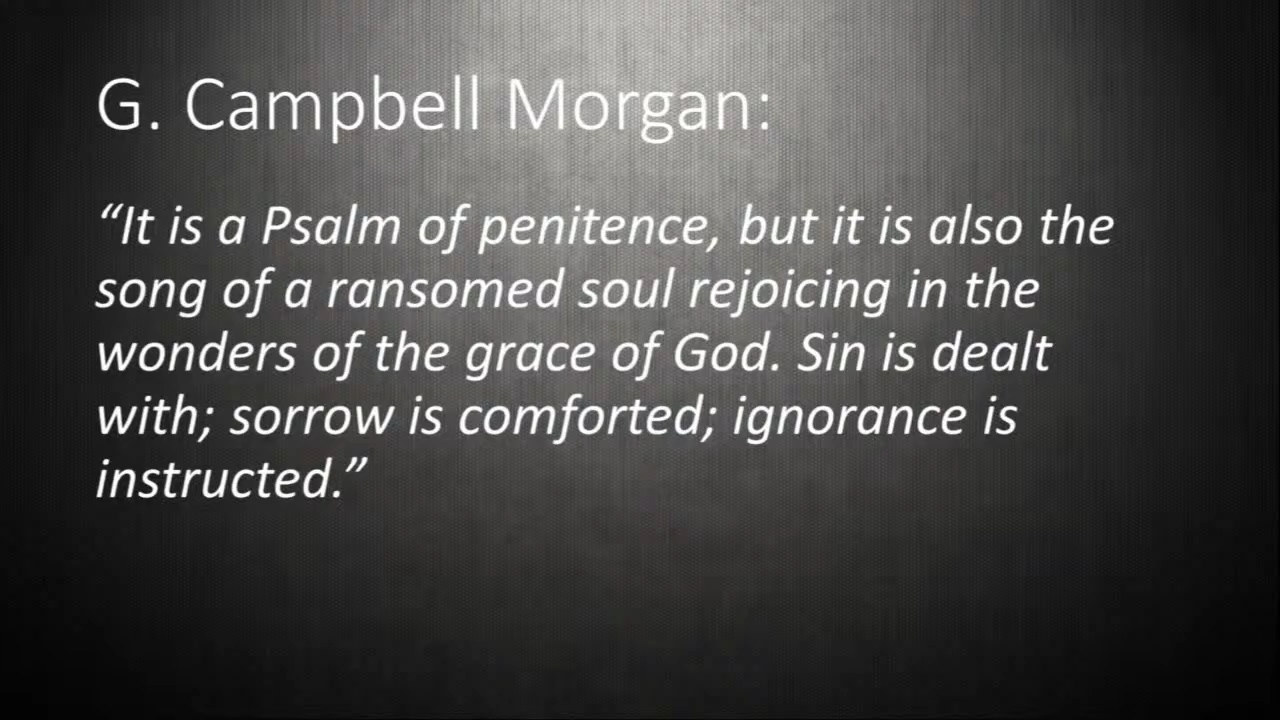 G. Campbell Morgan:
“It is a Psalm of penitence, but it is also the
song of a ransomed soul rejoicing in the
wonders of the grace of God. Sin is dealt
with; sorrow is comforted; ignorance is
instructed.”